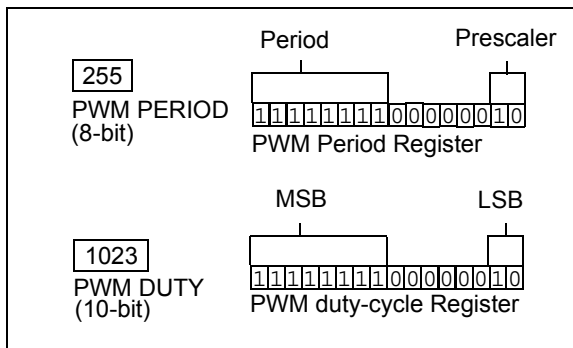 Period Prescaler
255
PWM PERIOD
(8-bit)
1111111100000010
PWM Period Register
MSB LSB
1023
PWM DUTY
(10-bit)
1111111100000010
PWM duty-cycle Register